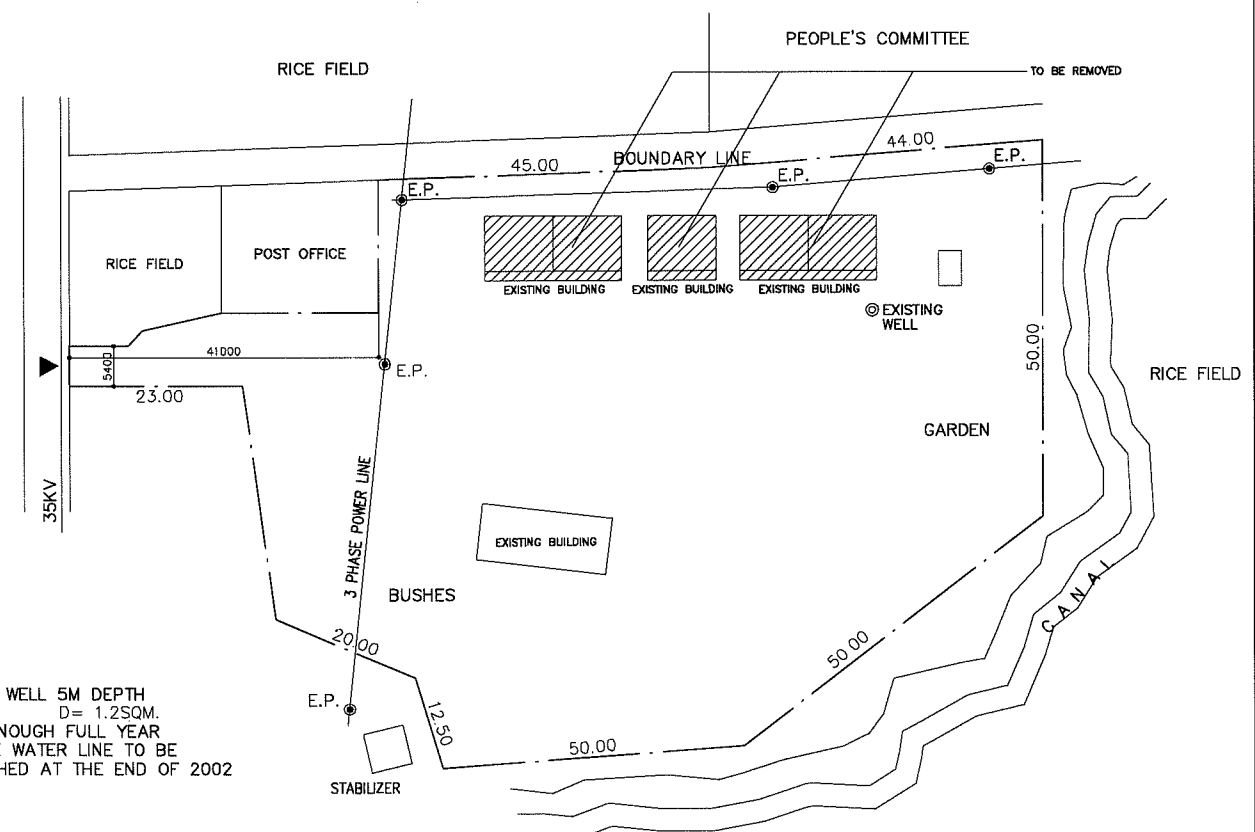 PEOPLE'S COMMITTEE
RICE FIELD
TO BE REMOVED
44.00
45.00
BOUNDARY LINE
E.P.
E.P.
E.P.
POST OFFICE
RICE FIELD
EXISTING BUILDING
EXISTING BUILDING
EXISTING BUILDING
EXISTING
WELL
41000
5400
E.P.
50.00
RICE FIELD
23.00
GARDEN
35KV
3 PHASE POWER LINE
EXISTING BUILDING
BUSHES
CANAL
20.00
50.00
WELL 5M DEPTH
D= 1.2SQM.
FULL YEAR
WATER LINE TO BE
AT THE END OF 2002
E.P.
12.50
50.00
STABILIZER